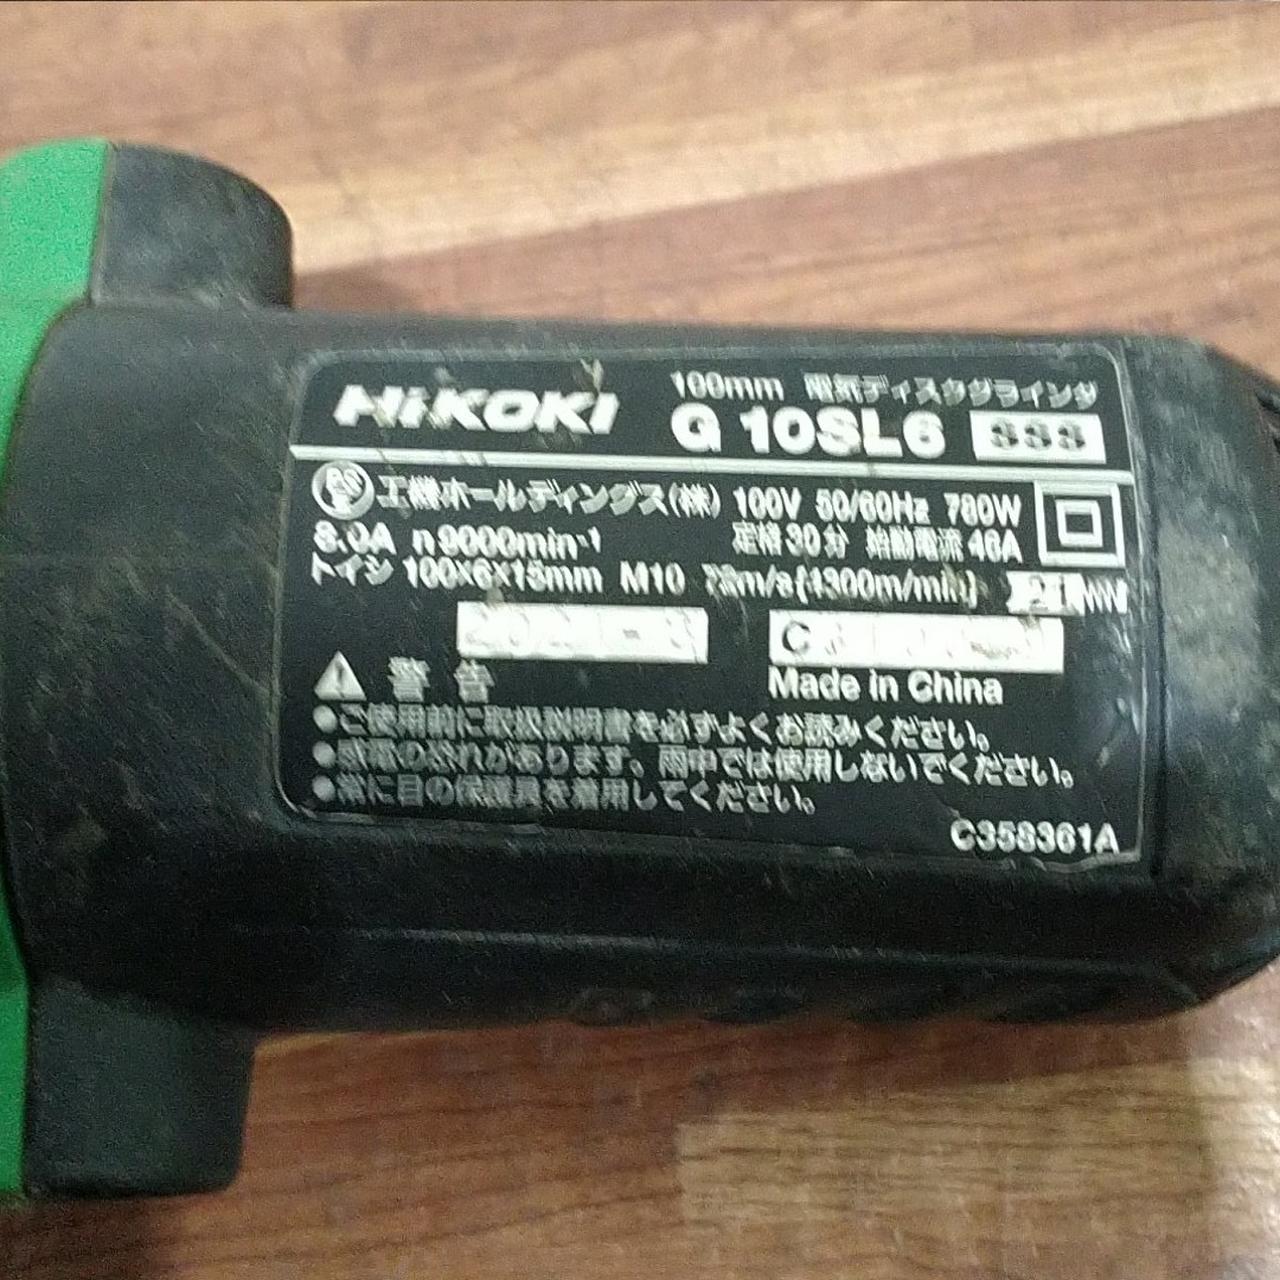 HiKOKI
100mm 電気ディスクグラインダ
G 10SL6 SSS
PS E 工機ホールディングス(株) 100V 50/60Hz 780W
8.0A n 9000min-1 定格30分 始動電流46A
トイシ 100×6×15mm M10 72m/s(4300m/min)
C
Made in China
警告
●ご使用前に取扱説明書を必ずよくお読みください。
●感電の恐れがあります。雨中では使用しないでください。
●常に目の保護具を着用してください。
C358361A